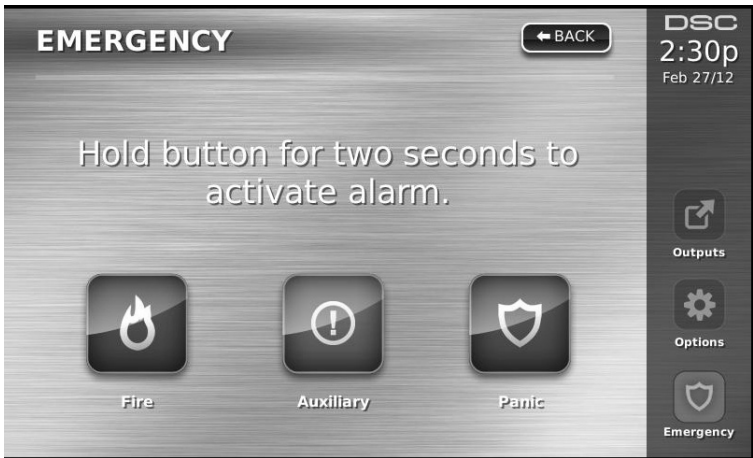 EMERGENCY
BACK
DSC
2:30p
Feb 27/12
Hold button for two seconds to
activate alarm.
Outputs
Options
Fire
Auxiliary
Panic
Emergency